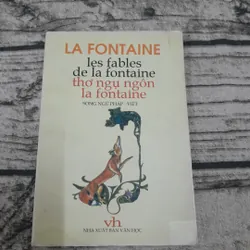 LA FONTAINE
les fables
de la fontaine
thơ ngụ ngôn
la fontaine
SONG NGỮ PHÁP - VIỆT
vh
NHÀ XUẤT BẢN VĂN HỌC